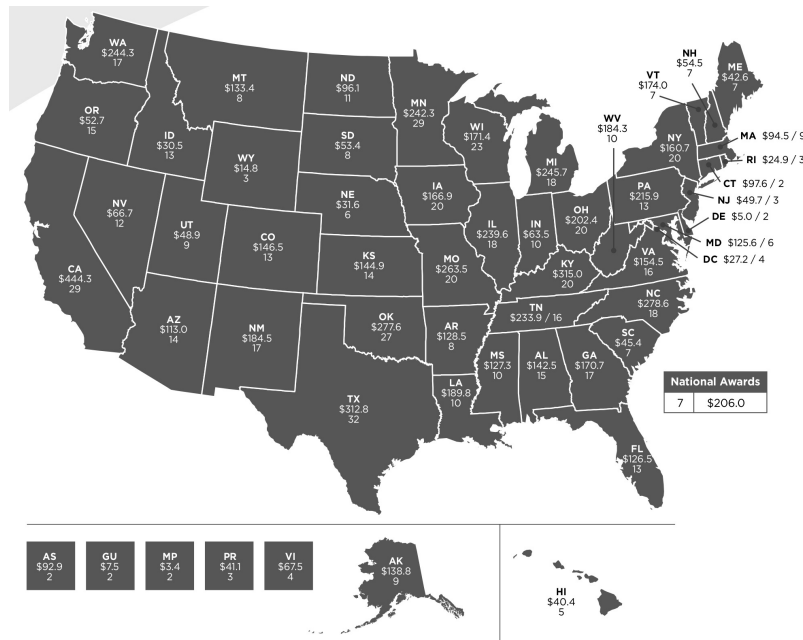 WA
$244.3
17
OR
$52.7
15
ID
$30.5
13
MT
$133.4
8
ND
$96.1
11
MN
$242.3
29
WI
$171.4
23
MI
$245.7
18
SD
$53.4
8
WY
$14.8
3
NE
$31.6
6
IA
$166.9
20
NV
$66.7
12
UT
$48.9
9
CO
$146.5
13
KS
$144.9
14
MO
$263.5
20
IL
$239.6
18
IN
$63.5
10
OH
$202.4
20
KY
$315.0
20
WV
$184.3
10
PA
$215.9
13
NY
$160.7
20
VT
$174.0
7
NH
$54.5
7
ME
$42.6
7
MA $94.5 / 9
RI $24.9 / 3
CT $97.6 / 2
NJ $49.7 / 3
DE $5.0 / 2
MD $125.6 / 6
DC $27.2 / 4
VA
$154.5
16
NC
$278.6
18
TN
$233.9 / 16
SC
$45.4
7
CA
$444.3
29
AZ
$113.0
14
NM
$184.5
17
OK
$277.6
27
AR
$128.5
8
MS
$127.3
10
AL
$142.5
15
GA
$170.7
17
LA
$189.8
10
TX
$312.8
32
FL
$126.5
13
National Awards
7 $206.0
AS
$92.9
2
GU
$7.5
2
MP
$3.4
2
PR
$41.1
3
VI
$67.5
4
AK
$138.8
9
HI
$40.4
5